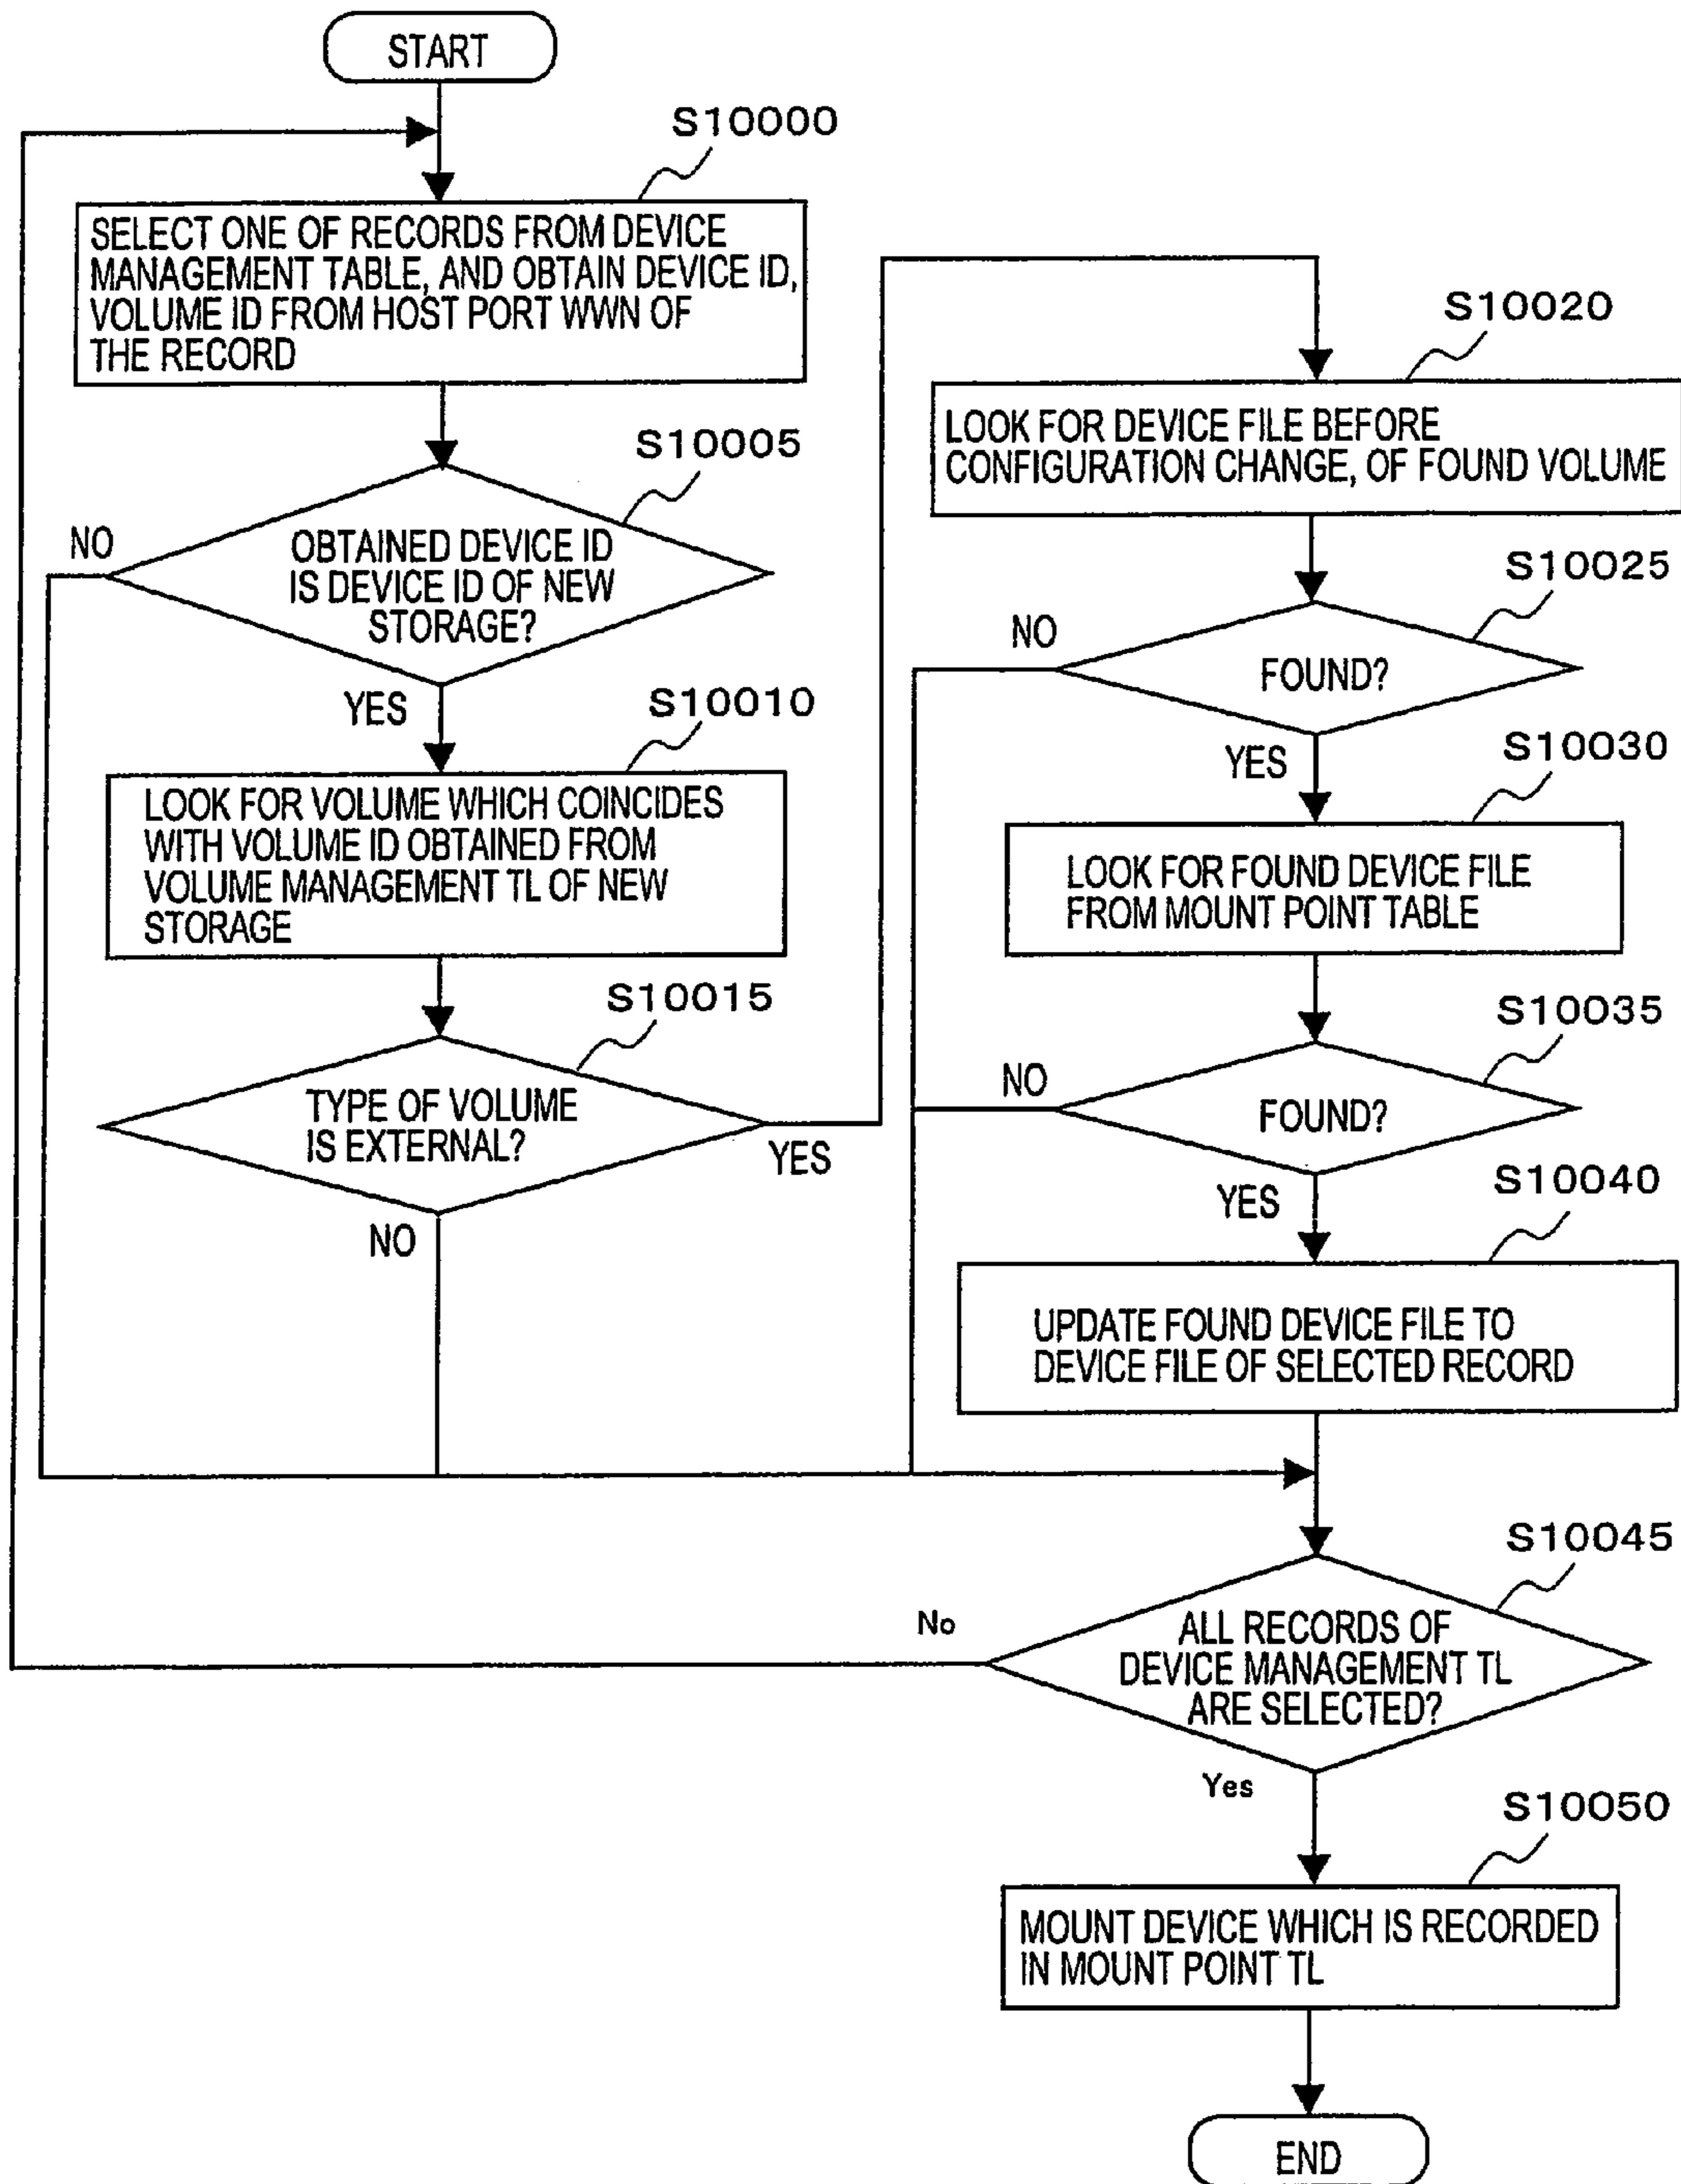 START
S10000
SELECT ONE OF RECORDS FROM DEVICE
MANAGEMENT TABLE, AND OBTAIN DEVICE ID,
VOLUME ID FROM HOST PORT WWN OF
THE RECORD
S10005
NO
OBTAINED DEVICE ID
IS DEVICE ID OF NEW
STORAGE?
YES
S10010
LOOK FOR VOLUME WHICH COINCIDES
WITH VOLUME ID OBTAINED FROM
VOLUME MANAGEMENT TL OF NEW
STORAGE
S10015
TYPE OF VOLUME
IS EXTERNAL?
YES
NO
S10020
LOOK FOR DEVICE FILE BEFORE
CONFIGURATION CHANGE, OF FOUND VOLUME
S10025
NO
FOUND?
YES
S10030
LOOK FOR FOUND DEVICE FILE
FROM MOUNT POINT TABLE
S10035
NO
FOUND?
YES
S10040
UPDATE FOUND DEVICE FILE TO
DEVICE FILE OF SELECTED RECORD
S10045
No
ALL RECORDS OF
DEVICE MANAGEMENT TL
ARE SELECTED?
Yes
S10050
MOUNT DEVICE WHICH IS RECORDED
IN MOUNT POINT TL
END